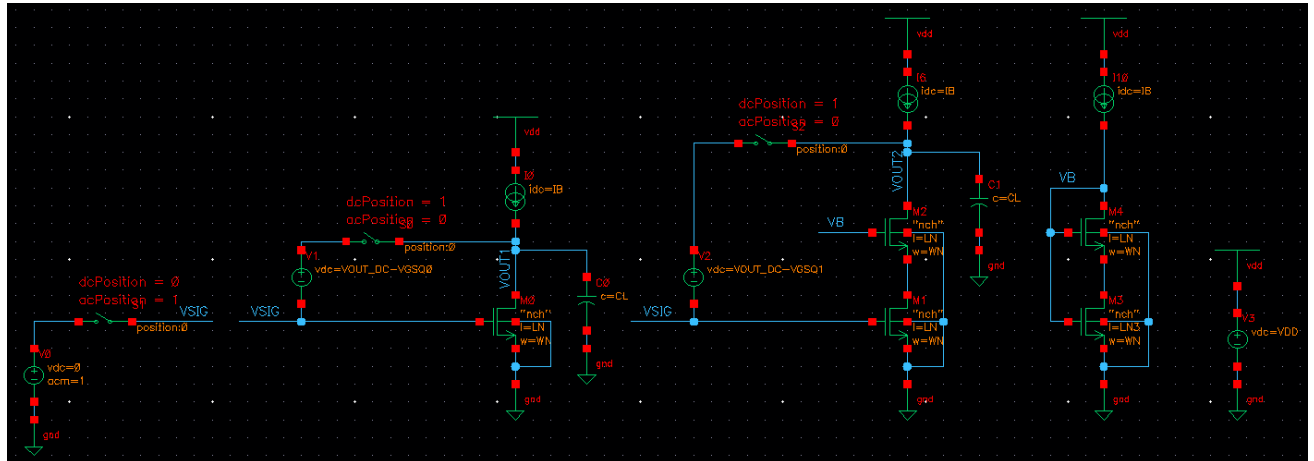 dcPosition = 0
acPosition = 1
S1
position:0
VSIG
V0
vdc=0
acm=1
gnd
dcPosition = 1
acPosition = 0
S0
position:0
V1
vdc=VOUT_DC-VGSQ0
VSIG
vdd
I0
idc=IB
VOUT1
M0
"nch"
l=LN
w=WN
gnd
C0
c=CL
gnd
dcPosition = 1
acPosition = 0
S2
position:0
V2
vdc=VOUT_DC-VGSQ1
VSIG
vdd
I6
idc=IB
VOUT2
VB
M2
"nch"
l=LN
w=WN
M1
"nch"
l=LN
w=WN
gnd
C1
c=CL
gnd
vdd
I10
idc=IB
VB
M4
"nch"
l=LN
w=WN
M3
"nch"
l=LN3
w=WN
gnd
vdd
V3
vdc=VDD
gnd